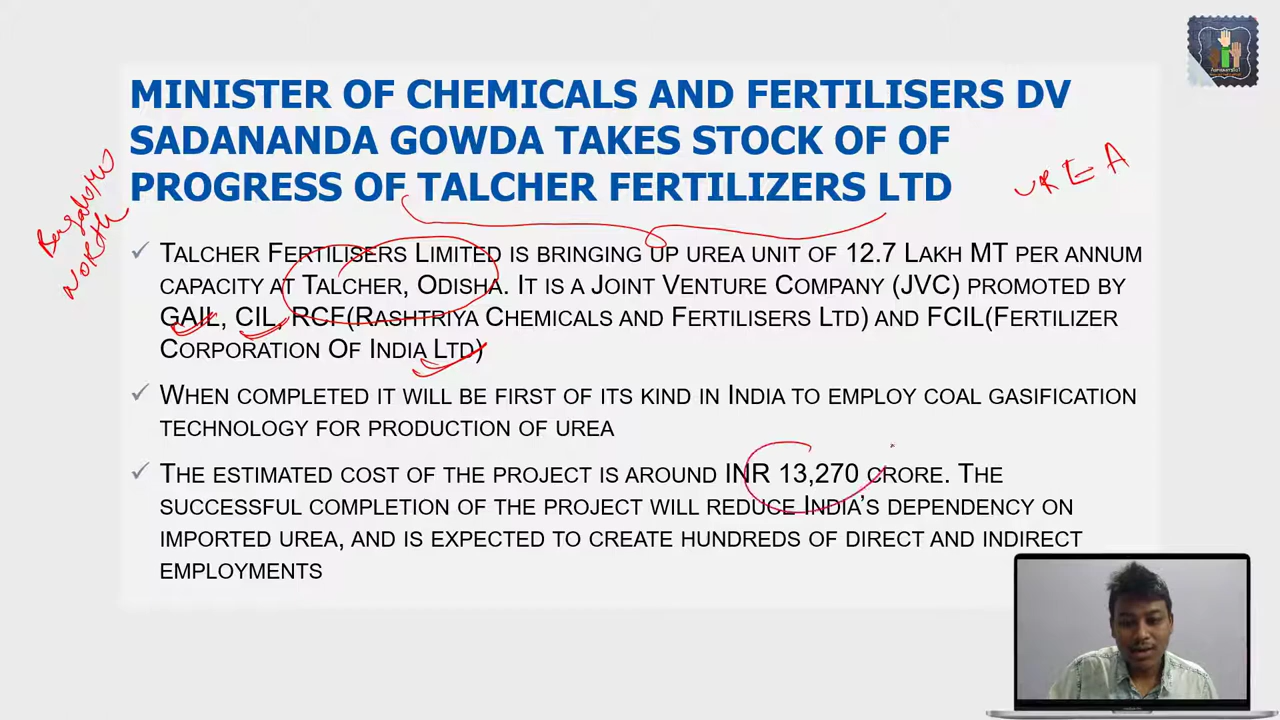 MINISTER OF CHEMICALS AND FERTILISERS DV
SADANANDA GOWDA TAKES STOCK OF OF
PROGRESS OF TALCHER FERTILIZERS LTD
UREA
Bengaluru
NORTH
TALCHER FERTILISERS LIMITED IS BRINGING UP UREA UNIT OF 12.7 LAKH MT PER ANNUM
CAPACITY AT TALCHER, ODISHA. IT IS A JOINT VENTURE COMPANY (JVC) PROMOTED BY
GAIL, CIL, RCF(RASHTRIYA CHEMICALS AND FERTILISERS LTD) AND FCIL(FERTILIZER
CORPORATION OF INDIA LTD)
WHEN COMPLETED IT WILL BE FIRST OF ITS KIND IN INDIA TO EMPLOY COAL GASIFICATION
TECHNOLOGY FOR PRODUCTION OF UREA
THE ESTIMATED COST OF THE PROJECT IS AROUND INR 13,270 CRORE. THE
SUCCESSFUL COMPLETION OF THE PROJECT WILL REDUCE INDIA'S DEPENDENCY ON
IMPORTED UREA, AND IS EXPECTED TO CREATE HUNDREDS OF DIRECT AND INDIRECT
EMPLOYMENTS